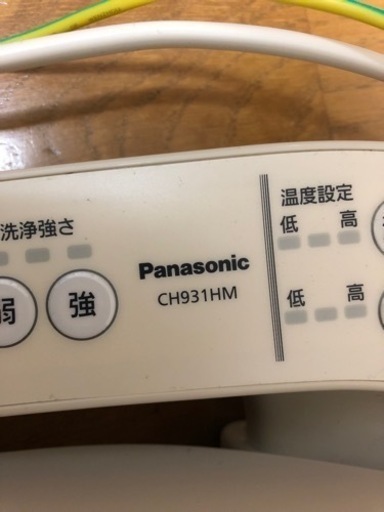 洗浄強さ
弱
強
Panasonic
CH931HM
温度設定
低 高
低 高